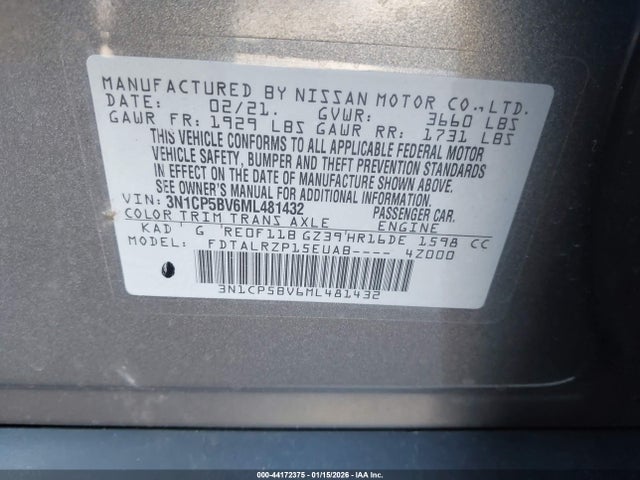 MANUFACTURED BY NISSAN MOTOR CO.,LTD.
DATE: 02/21. GVWR: 3660 LBS
GAWR FR: 1929 LBS GAWR RR: 1731 LBS
THIS VEHICLE CONFORMS TO ALL APPLICABLE FEDERAL MOTOR
VEHICLE SAFETY, BUMPER AND THEFT PREVENTION STANDARDS
IN EFFECT ON THE DATE OF MANUFACTURE SHOWN ABOVE.
SEE OWNER'S MANUAL FOR ADDITIONAL INFORMATION
VIN: 3N1CP5BV6ML481432 PASSENGER CAR.
COLOR TRIM TRANS AXLE ENGINE
KAD G RE0F11B GZ39 HR16DE 1598 CC
MODEL: FDTALRZP15EUAB---- 4Z000
3N1CP5BV6ML481432
000-44172375 - 01/15/2026 - ©IAA Inc.